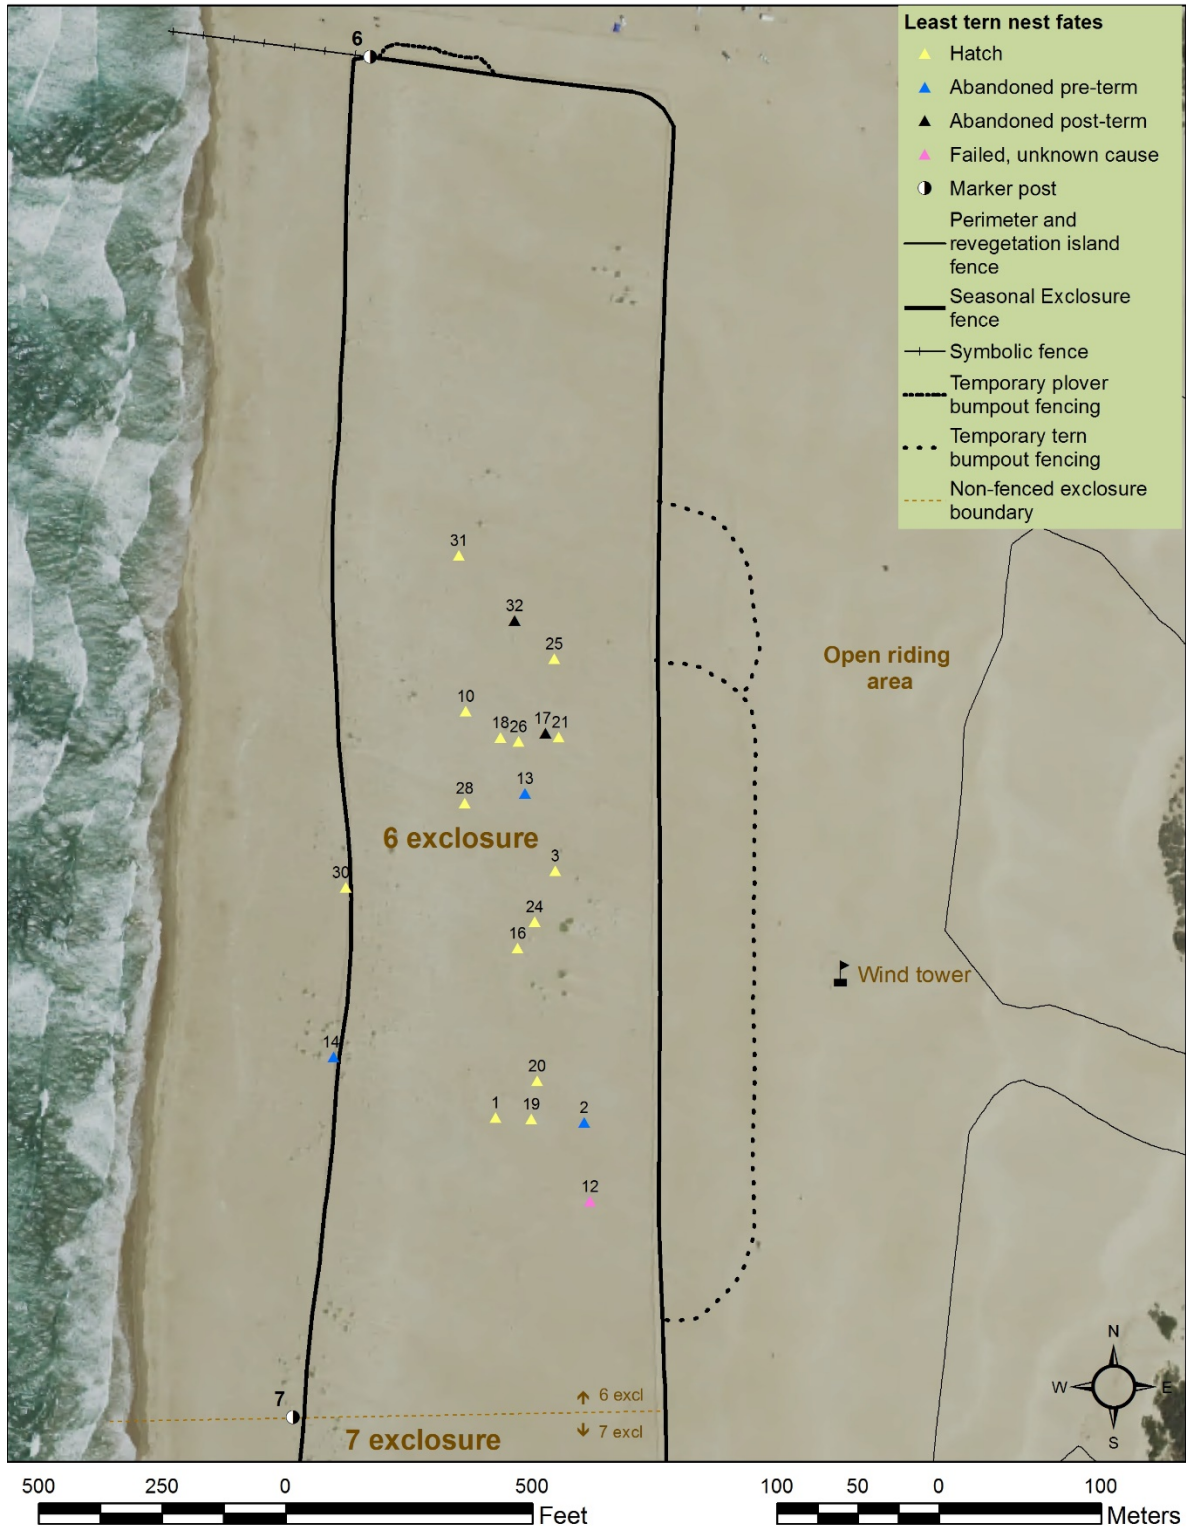 Least tern nest fates
Hatch
Abandoned pre-term
Abandoned post-term
Failed, unknown cause
Marker post
Perimeter and
revegetation island
fence
Seasonal Exclosure
fence
Symbolic fence
Temporary plover
bumpout fencing
Temporary tern
bumpout fencing
Non-fenced exclosure
boundary
6
31
32
25
10
18
26
17
21
13
28
6 exclosure
3
30
24
16
14
20
1
19
2
12
Open riding
area
Wind tower
7
6 excl
7 excl
7 exclosure
N
W
E
S
500
250
0
500
Feet
100
50
0
100
Meters